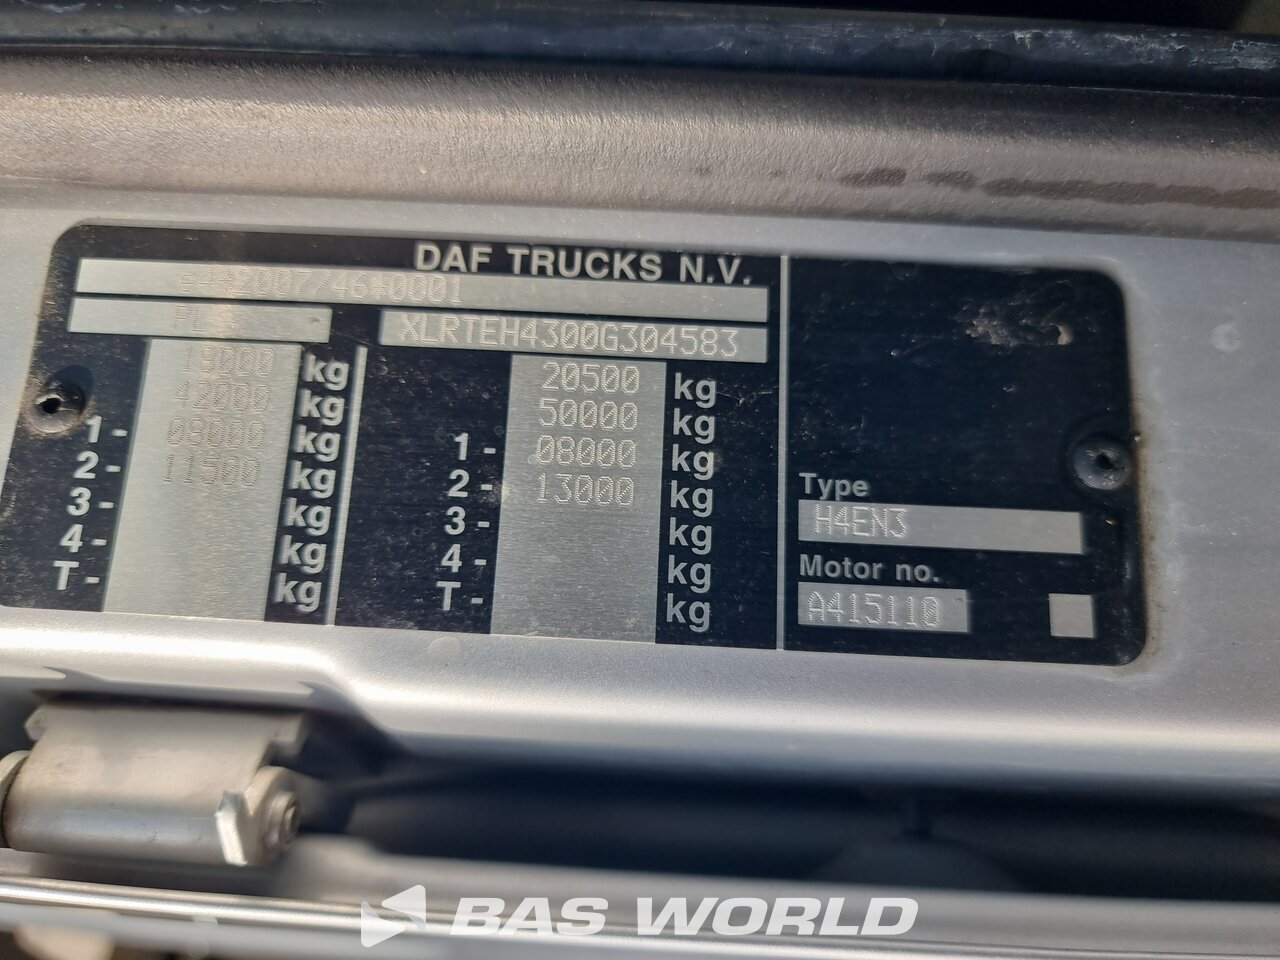 DAF TRUCKS N.V.
e4*2007/46*0001
PL
XLRTEH4300G304583
18000 kg
42000 kg
1- 08000 kg
2- 11500 kg
3- kg
4- kg
T- kg
20500 kg
50000 kg
1- 08000 kg
2- 13000 kg
3- kg
4- kg
T- kg
Type
H4EN3
Motor no.
A415110
BAS WORLD